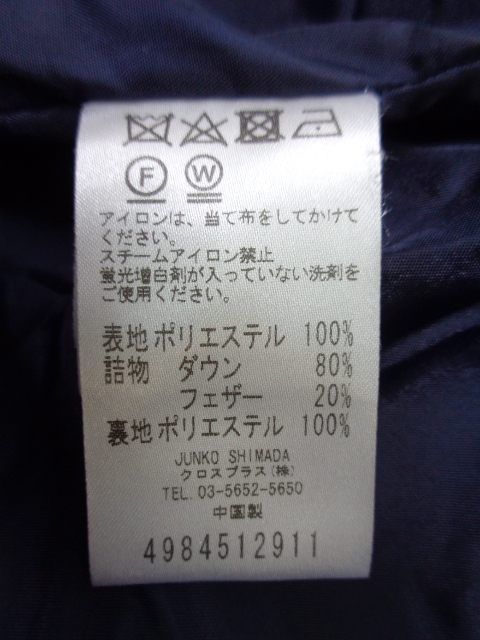 F W
アイロンは、当て布をしてかけて
ください。
スチームアイロン禁止
蛍光増白剤が入っていない洗剤を
ご使用ください。
表地 ポリエステル 100%
詰物 ダウン 80%
フェザー 20%
裏地 ポリエステル 100%
JUNKO SHIMADA
クロスプラス(株)
TEL. 03-5652-5650
中国製
4984512911